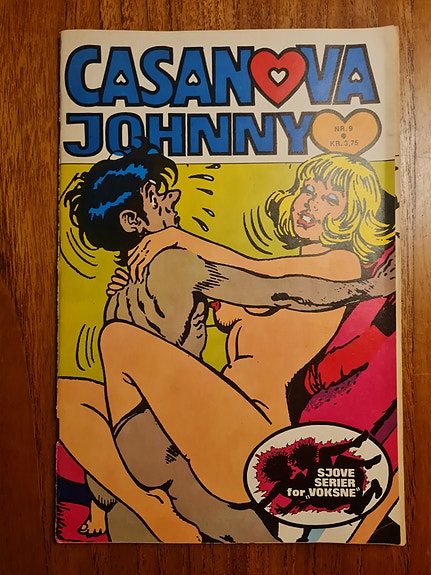 CASANOVA
JOHNNY
NR. 9
KR. 3,75
SJOVE
SERIER
for „VOKSNE"